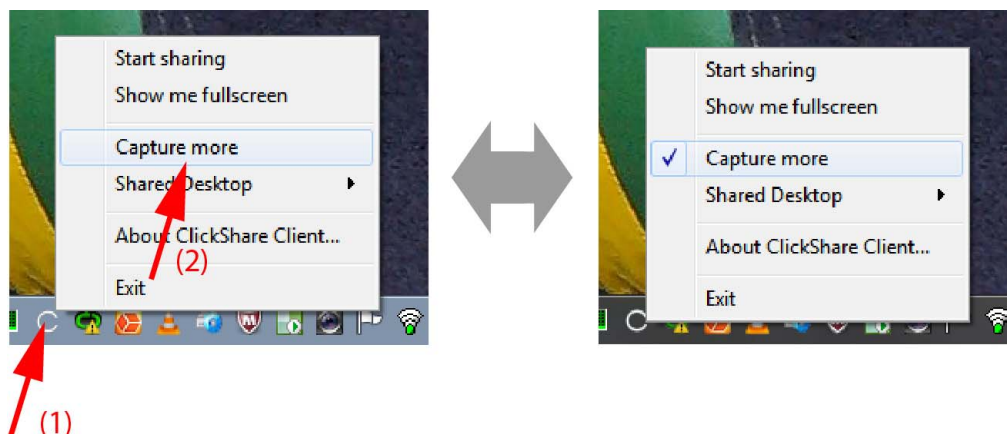 Start sharing
Show me fullscreen
Capture more
Shared Desktop
About ClickShare Client...
(2)
Exit
(1)
Start sharing
Show me fullscreen
Capture more
Shared Desktop
About ClickShare Client...
Exit